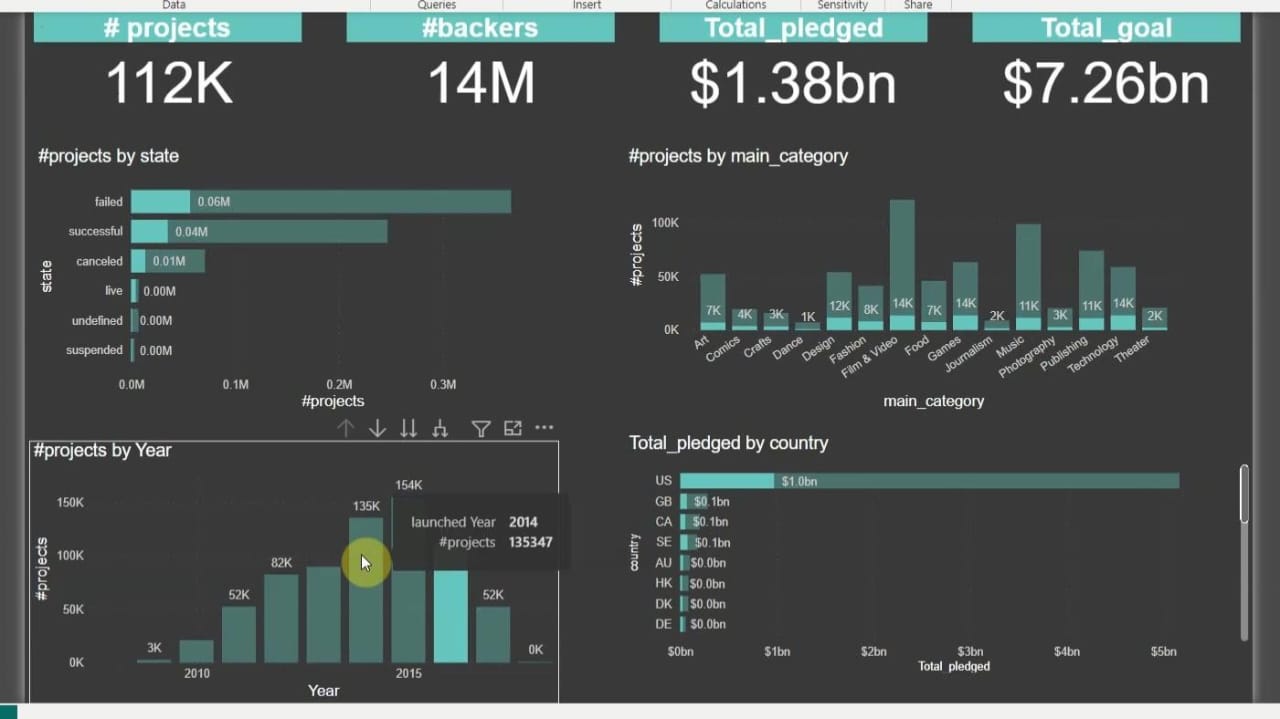 Data Queries Insert Calculations Sensitivity Share
# projects #backers Total_pledged Total_goal
112K 14M $1.38bn $7.26bn
#projects by state
failed 0.06M
successful 0.04M
canceled 0.01M
live 0.00M
undefined 0.00M
suspended 0.00M
state
0.0M 0.1M 0.2M 0.3M
#projects
#projects by main_category
100K
50K
0K
#projects
7K 4K 3K 1K 12K 8K 14K 7K 14K 2K 11K 3K 11K 14K 2K
Art Comics Crafts Dance Design Fashion Film & Video Food Games Journalism Music Photography Publishing Technology Theater
main_category
#projects by Year
150K
100K
50K
0K
#projects
3K 52K 82K 135K 154K 52K 0K
launched Year 2014
#projects 135347
2010 2015
Year
Total_pledged by country
US $1.0bn
GB $0.1bn
CA $0.1bn
SE $0.1bn
AU $0.0bn
HK $0.0bn
DK $0.0bn
DE $0.0bn
country
$0bn $1bn $2bn $3bn $4bn $5bn
Total_pledged